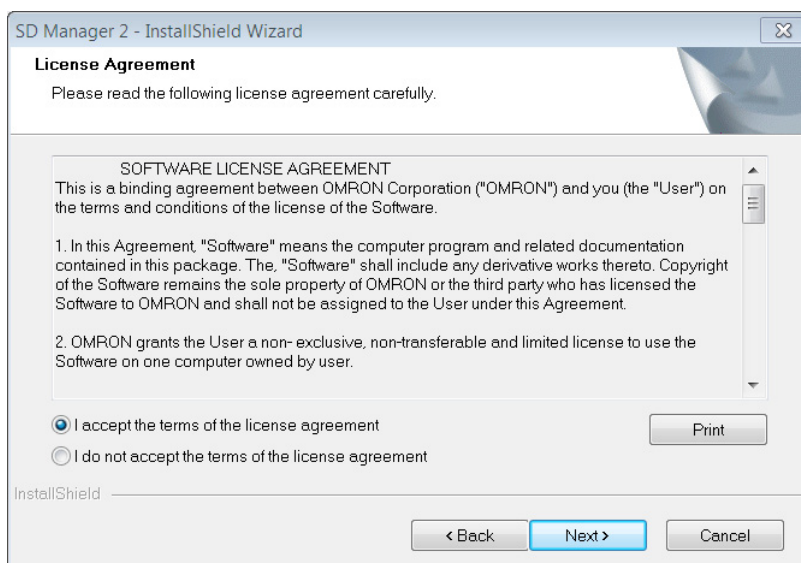 SD Manager 2 - InstallShield Wizard
License Agreement
Please read the following license agreement carefully.
SOFTWARE LICENSE AGREEMENT
This is a binding agreement between OMRON Corporation ("OMRON") and you (the "User") on
the terms and conditions of the license of the Software.
1. In this Agreement, "Software" means the computer program and related documentation
contained in this package. The, "Software" shall include any derivative works thereto. Copyright
of the Software remains the sole property of OMRON or the third party who has licensed the
Software to OMRON and shall not be assigned to the User under this Agreement.
2. OMRON grants the User a non- exclusive, non-transferable and limited license to use the
Software on one computer owned by user.
I accept the terms of the license agreement
Print
I do not accept the terms of the license agreement
InstallShield
< Back
Next >
Cancel